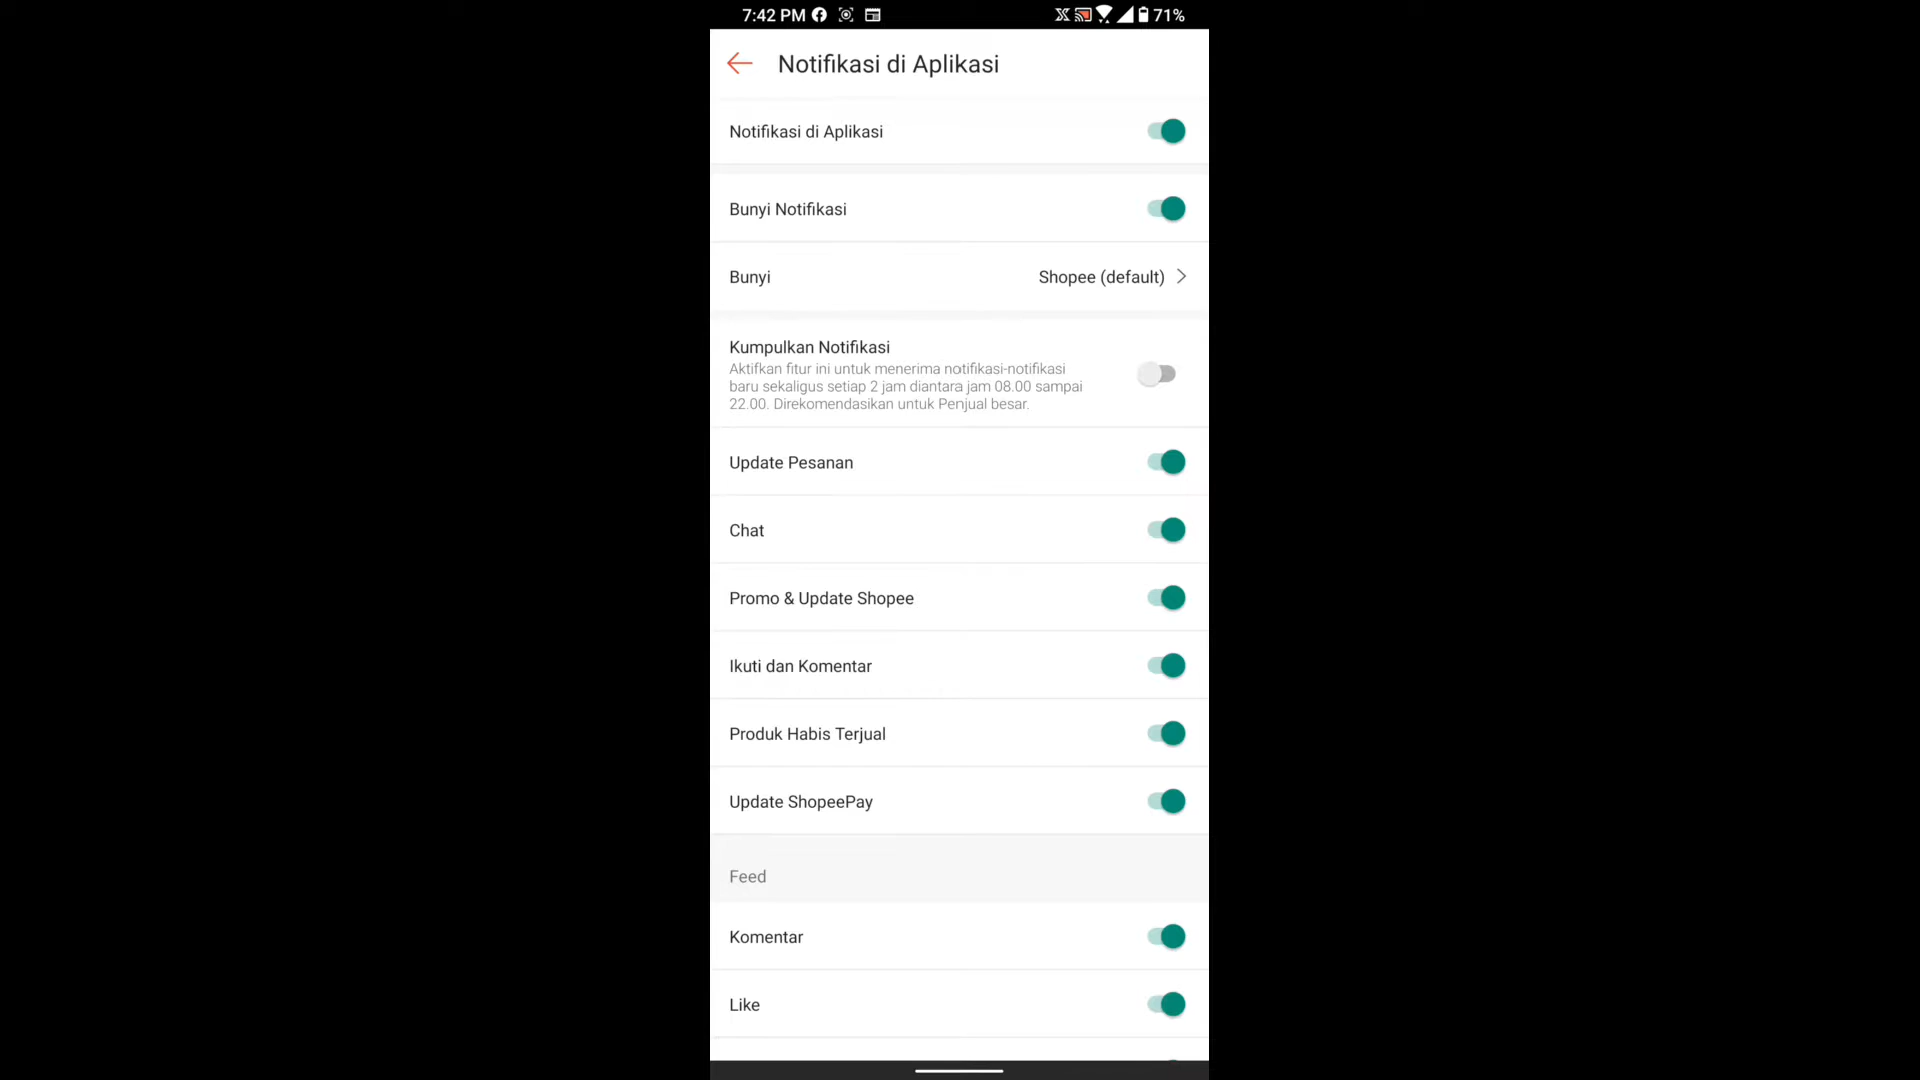 7:42 PM 71%
Notifikasi di Aplikasi
Notifikasi di Aplikasi
Bunyi Notifikasi
Bunyi Shopee (default)
Kumpulkan Notifikasi
Aktifkan fitur ini untuk menerima notifikasi-notifikasi
baru sekaligus setiap 2 jam diantara jam 08.00 sampai
22.00. Direkomendasikan untuk Penjual besar.
Update Pesanan
Chat
Promo & Update Shopee
Ikuti dan Komentar
Produk Habis Terjual
Update ShopeePay
Feed
Komentar
Like